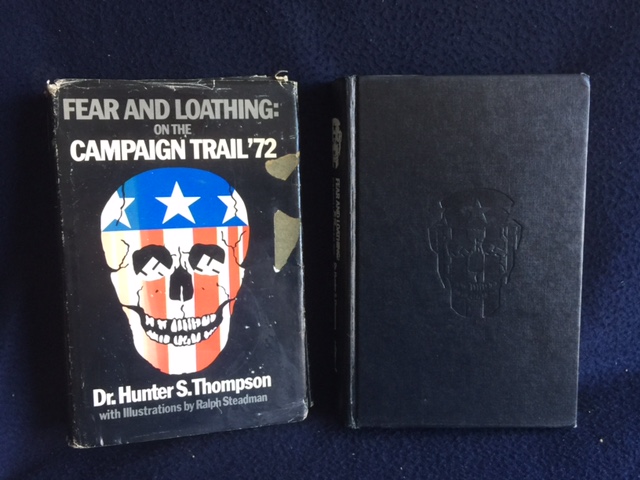 FEAR AND LOATHING:
ON THE
CAMPAIGN TRAIL '72
Dr. Hunter S. Thompson
with Illustrations by Ralph Steadman
FEAR AND LOATHING: